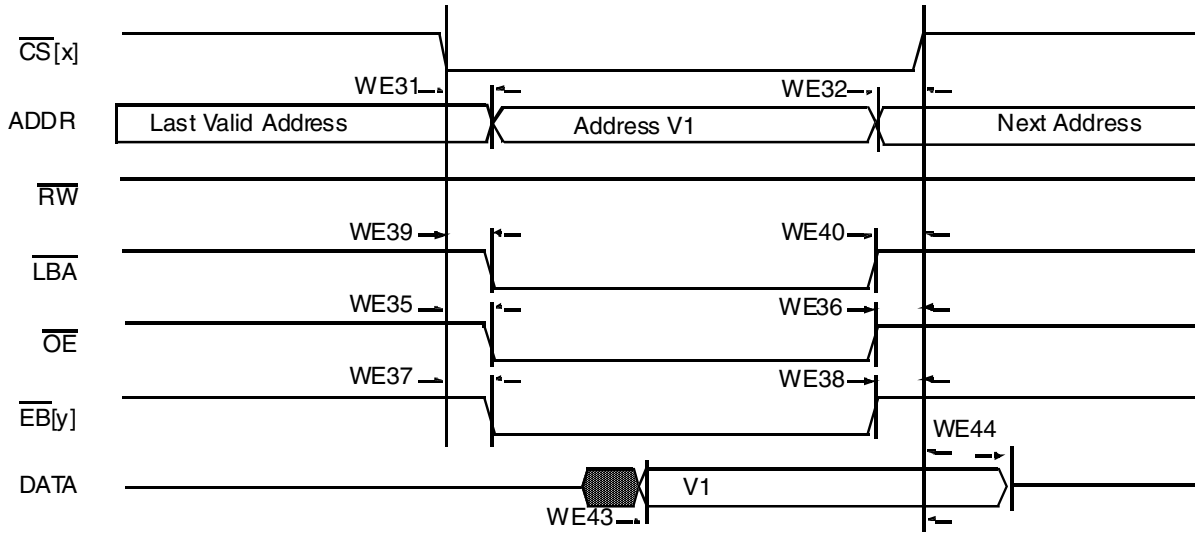 CS[x]
WE31
WE32
ADDR
Last Valid Address
Address V1
Next Address
RW
WE39
WE40
LBA
WE35
WE36
OE
WE37
WE38
EB[y]
WE44
DATA
V1
WE43